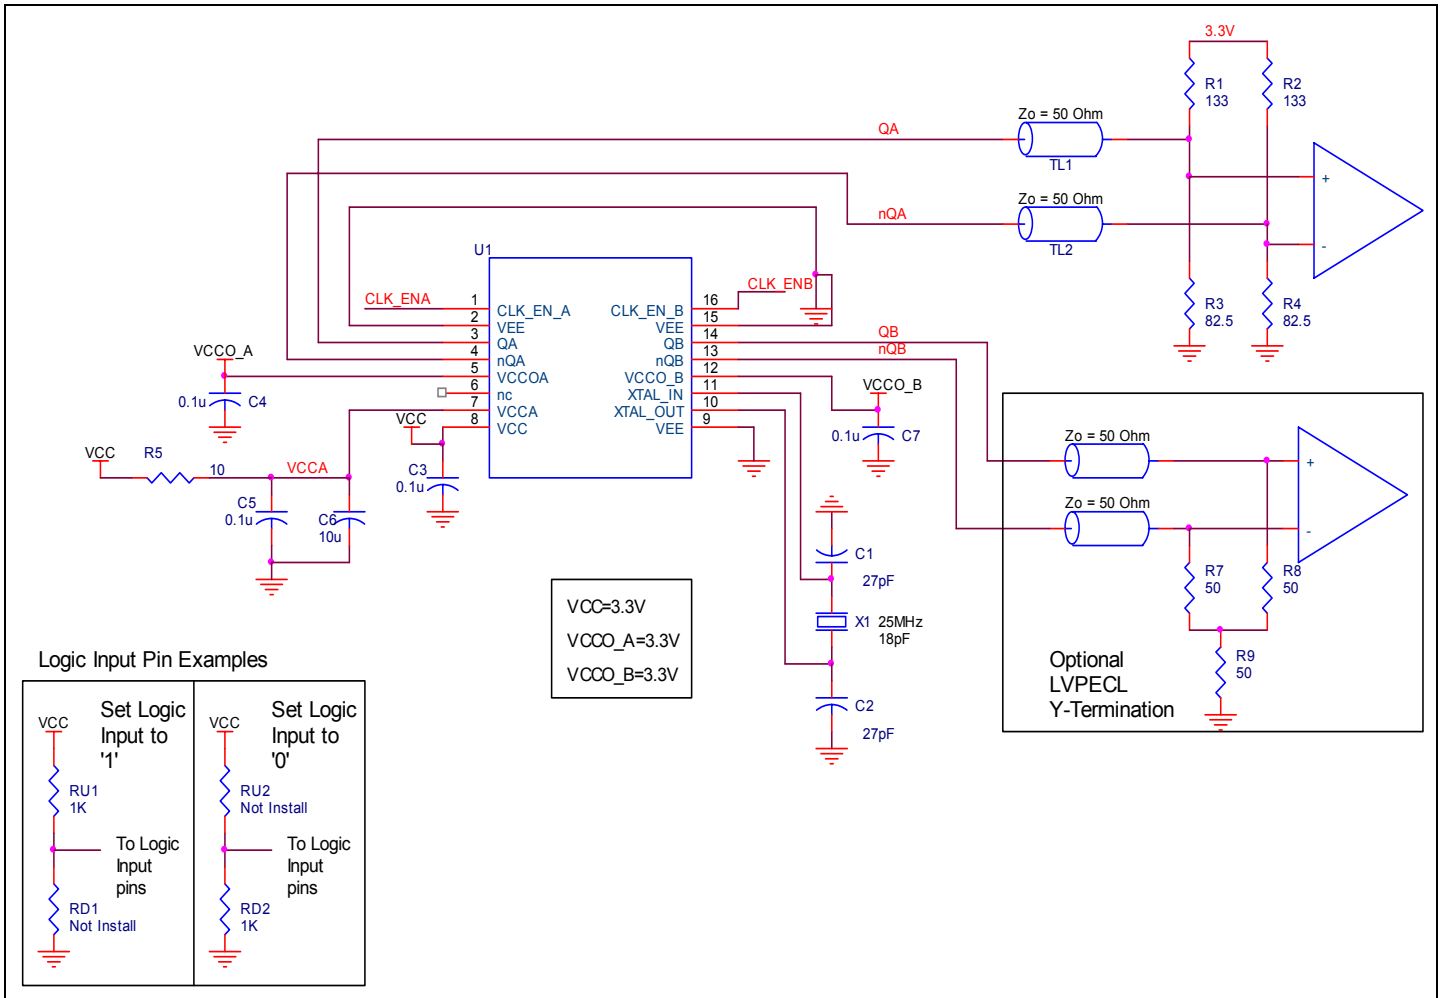 3.3V
R1
133
R2
133
Zo = 50 Ohm
QA
TL1
+
Zo = 50 Ohm
nQA
TL2
-
U1
R3
82.5
R4
82.5
CLK_ENA
1
CLK_EN_A
2
VEE
3
QA
4
nQA
5
VCCOA
6
nc
7
VCCA
8
VCC
CLK_ENB
16
CLK_EN_B
15
VEE
14
QB
13
nQB
12
VCCO_B
11
XTAL_IN
10
XTAL_OUT
9
VEE
QB
nQB
VCCO_A
0.1u
C4
VCCO_B
0.1u
C7
VCC
C3
0.1u
VCC
R5
10
VCCA
C5
0.1u
C6
10u
Zo = 50 Ohm
+
Zo = 50 Ohm
-
R7
50
R8
50
R9
50
Optional
LVPECL
Y-Termination
C1
27pF
X1
25MHz
18pF
C2
27pF
VCC=3.3V
VCCO_A=3.3V
VCCO_B=3.3V
Logic Input Pin Examples
VCC
Set Logic
Input to
'1'
RU1
1K
To Logic
Input
pins
RD1
Not Install
VCC
Set Logic
Input to
'0'
RU2
Not Install
To Logic
Input
pins
RD2
1K